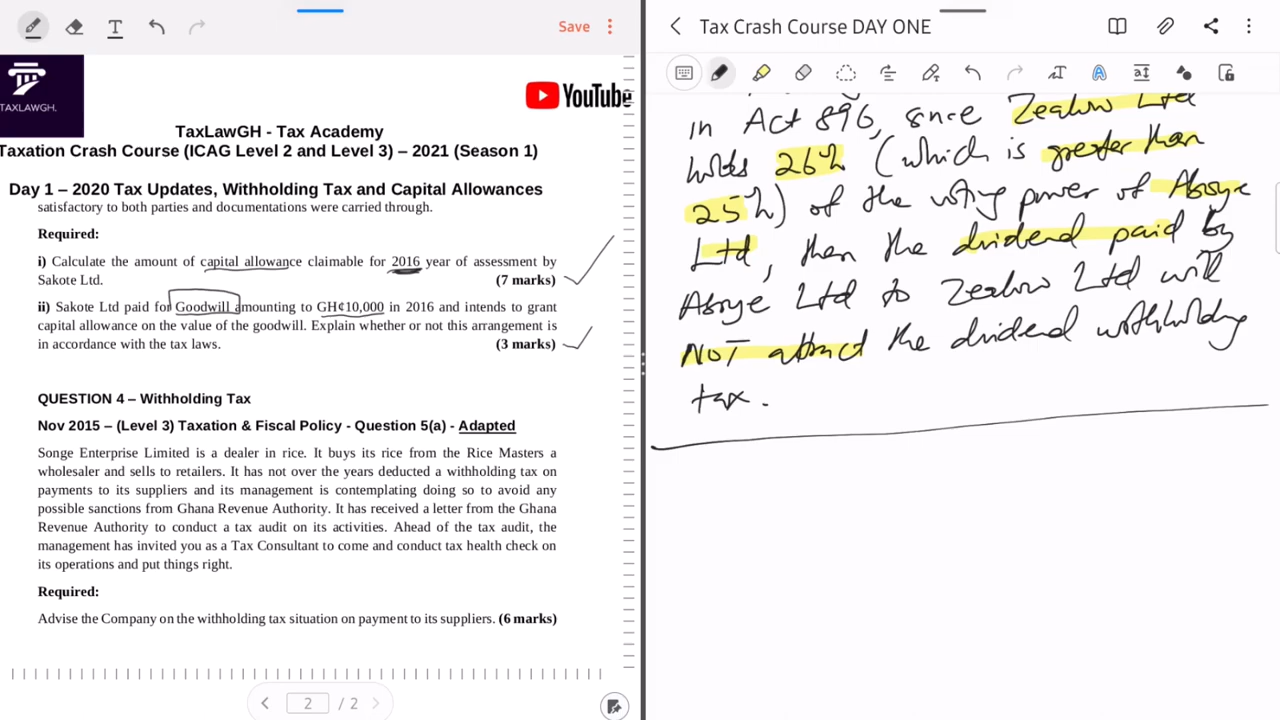 Save
TAXLAWGH.
YouTube
TaxLawGH - Tax Academy
Taxation Crash Course (ICAG Level 2 and Level 3) – 2021 (Season 1)
Day 1 – 2020 Tax Updates, Withholding Tax and Capital Allowances
satisfactory to both parties and documentations were carried through.
Required:
i) Calculate the amount of capital allowance claimable for 2016 year of assessment by
Sakote Ltd. (7 marks)
ii) Sakote Ltd paid for Goodwill amounting to GH¢10,000 in 2016 and intends to grant
capital allowance on the value of the goodwill. Explain whether or not this arrangement is
in accordance with the tax laws. (3 marks)
QUESTION 4 – Withholding Tax
Nov 2015 – (Level 3) Taxation & Fiscal Policy - Question 5(a) - Adapted
Songe Enterprise Limited is a dealer in rice. It buys its rice from the Rice Masters a
wholesaler and sells to retailers. It has not over the years deducted a withholding tax on
payments to its suppliers and its management is contemplating doing so to avoid any
possible sanctions from Ghana Revenue Authority. It has received a letter from the Ghana
Revenue Authority to conduct a tax audit on its activities. Ahead of the tax audit, the
management has invited you as a Tax Consultant to come and conduct tax health check on
its operations and put things right.
Required:
Advise the Company on the withholding tax situation on payment to its suppliers. (6 marks)
2 / 2
Tax Crash Course DAY ONE
in Act 896, since Ltd
holds 26% (which is greater than
25%) of the voting power of
Ltd, then the dividend paid by
Ltd to Ltd will
NOT attract the dividend withholding
tax.